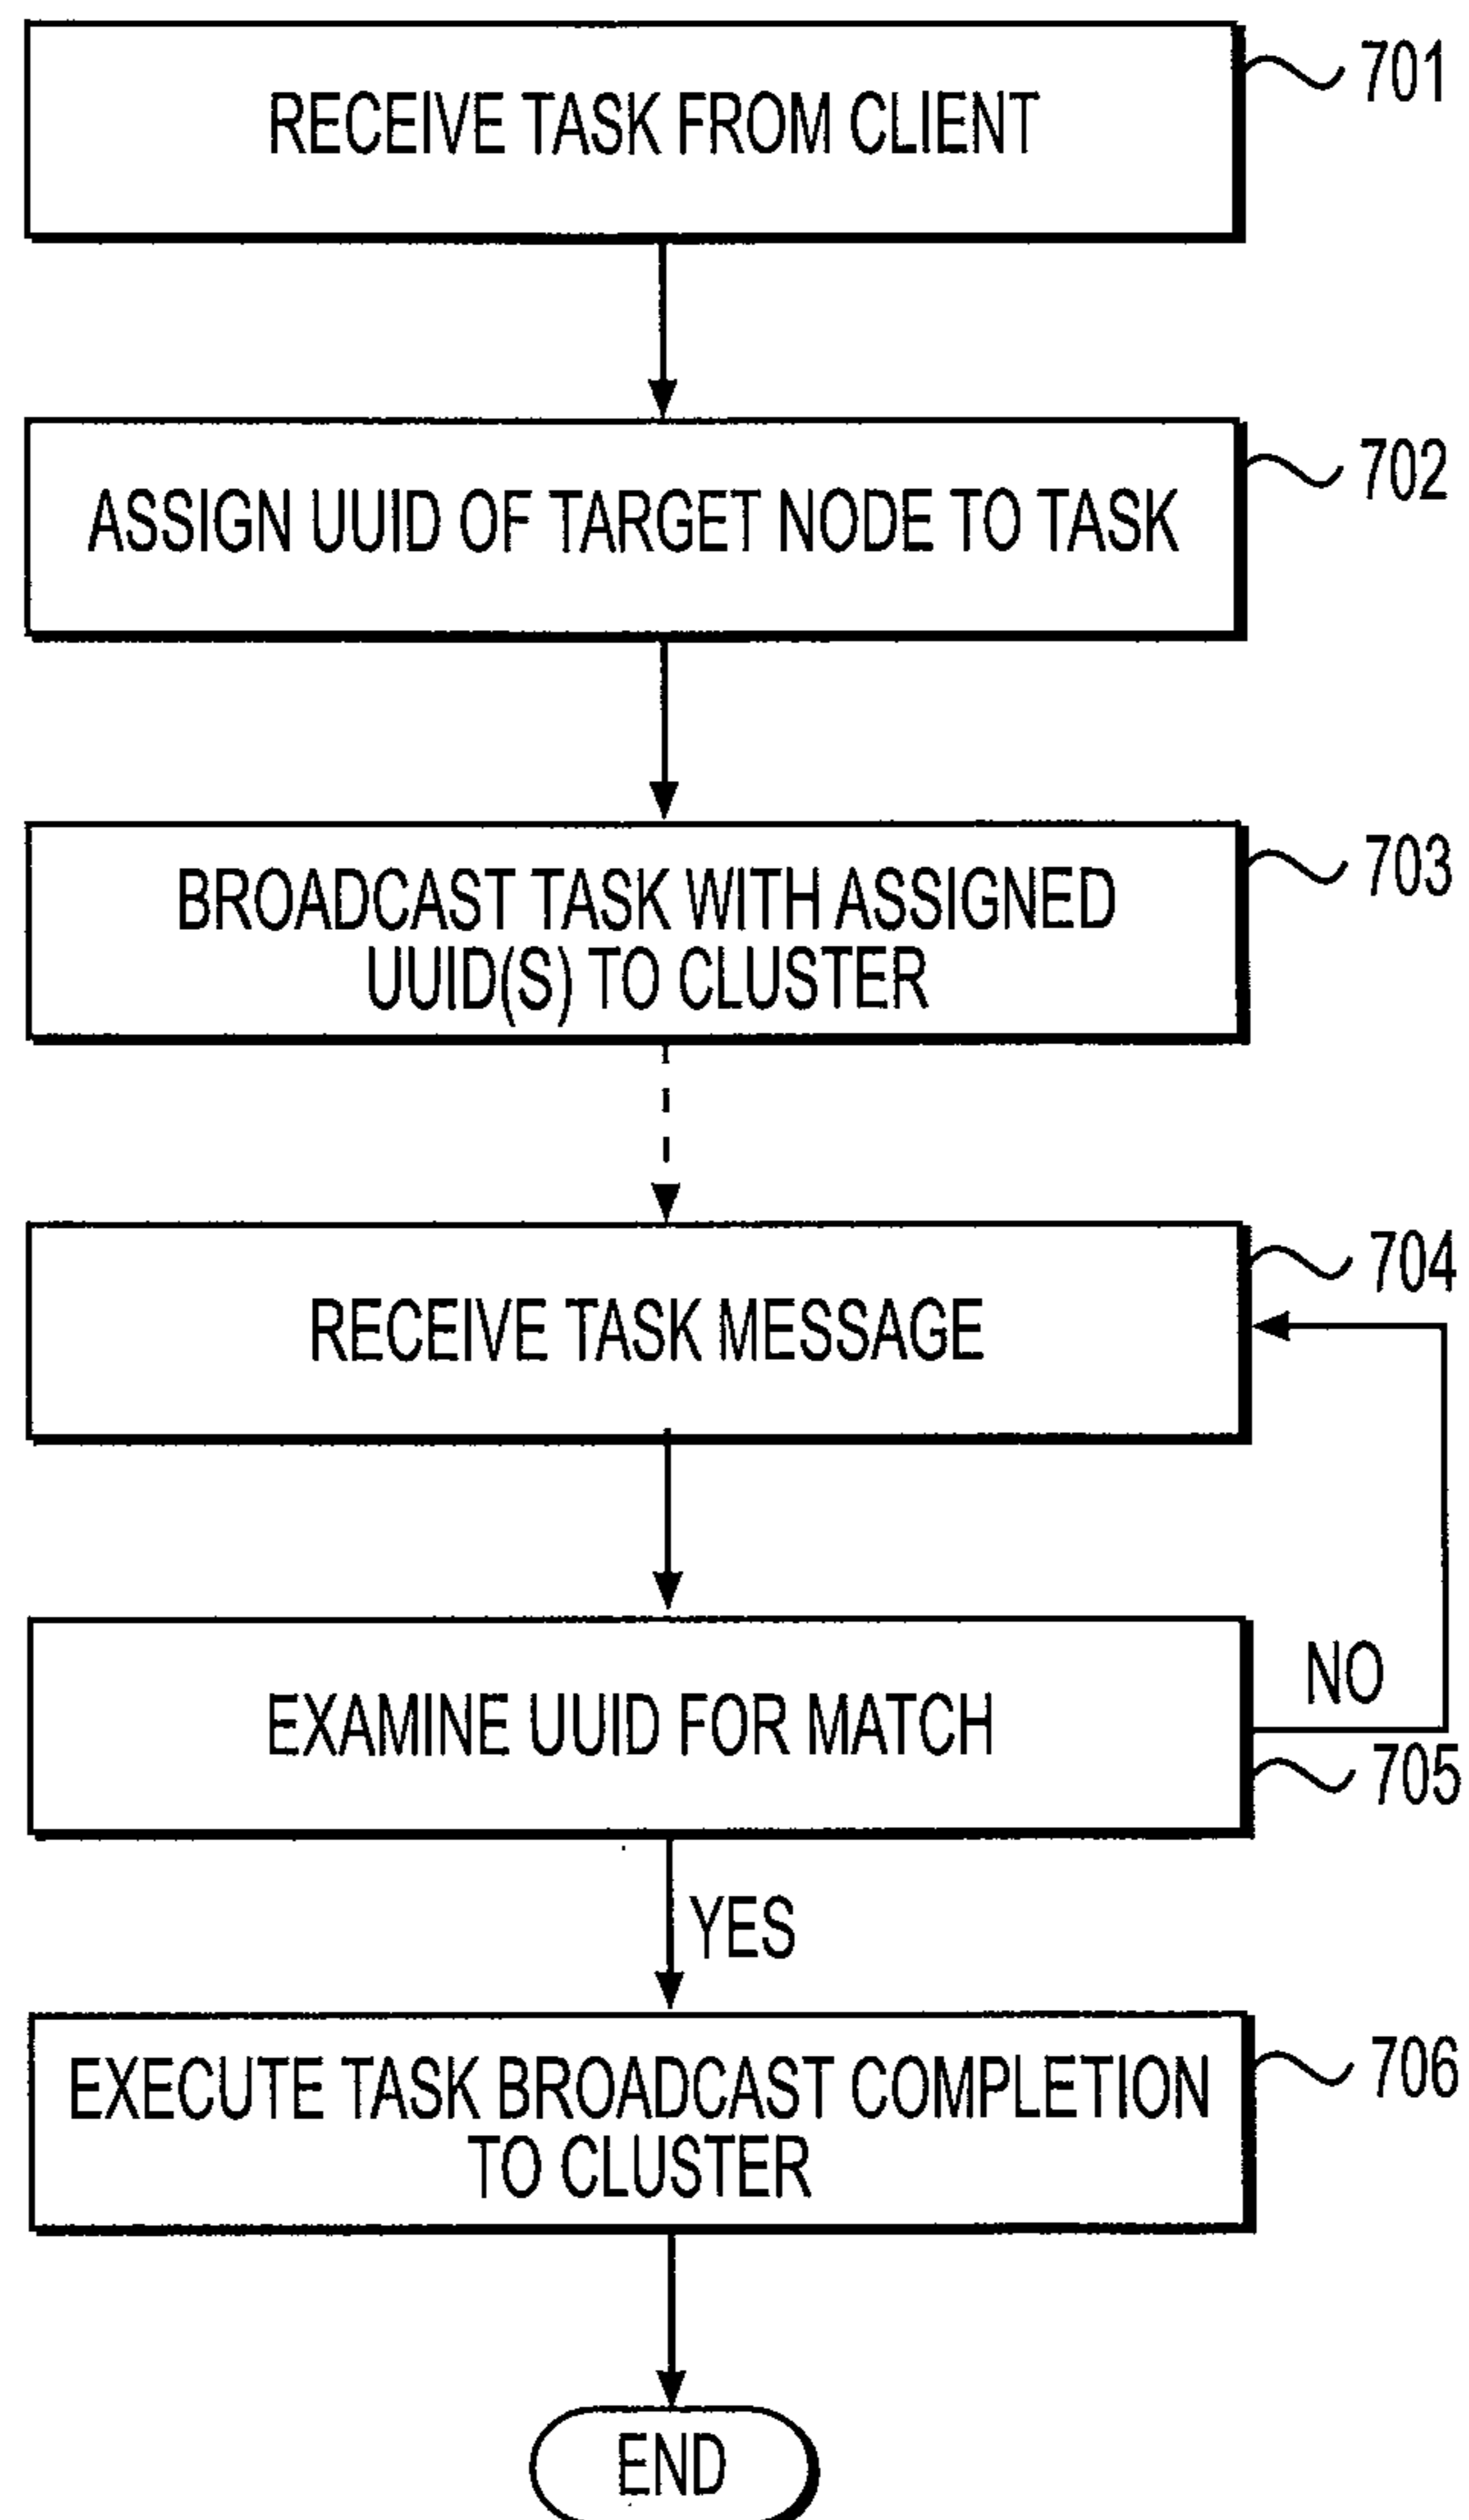 RECEIVE TASK FROM CLIENT
701
ASSIGN UUID OF TARGET NODE TO TASK
702
BROADCAST TASK WITH ASSIGNED
UUID(S) TO CLUSTER
703
RECEIVE TASK MESSAGE
704
EXAMINE UUID FOR MATCH
NO
705
YES
EXECUTE TASK BROADCAST COMPLETION
TO CLUSTER
706
END